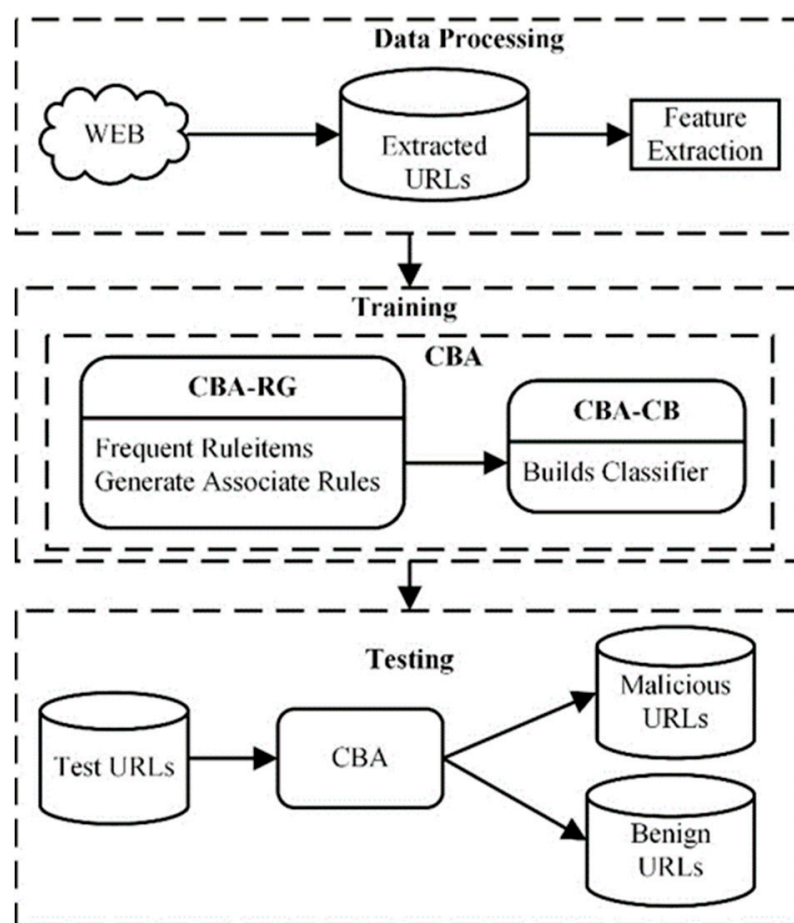 Data Processing
WEB
Extracted
URLs
Feature
Extraction
Training
CBA
CBA-RG
Frequent Ruleitems
Generate Associate Rules
CBA-CB
Builds Classifier
Testing
Test URLs
CBA
Malicious
URLs
Benign
URLs